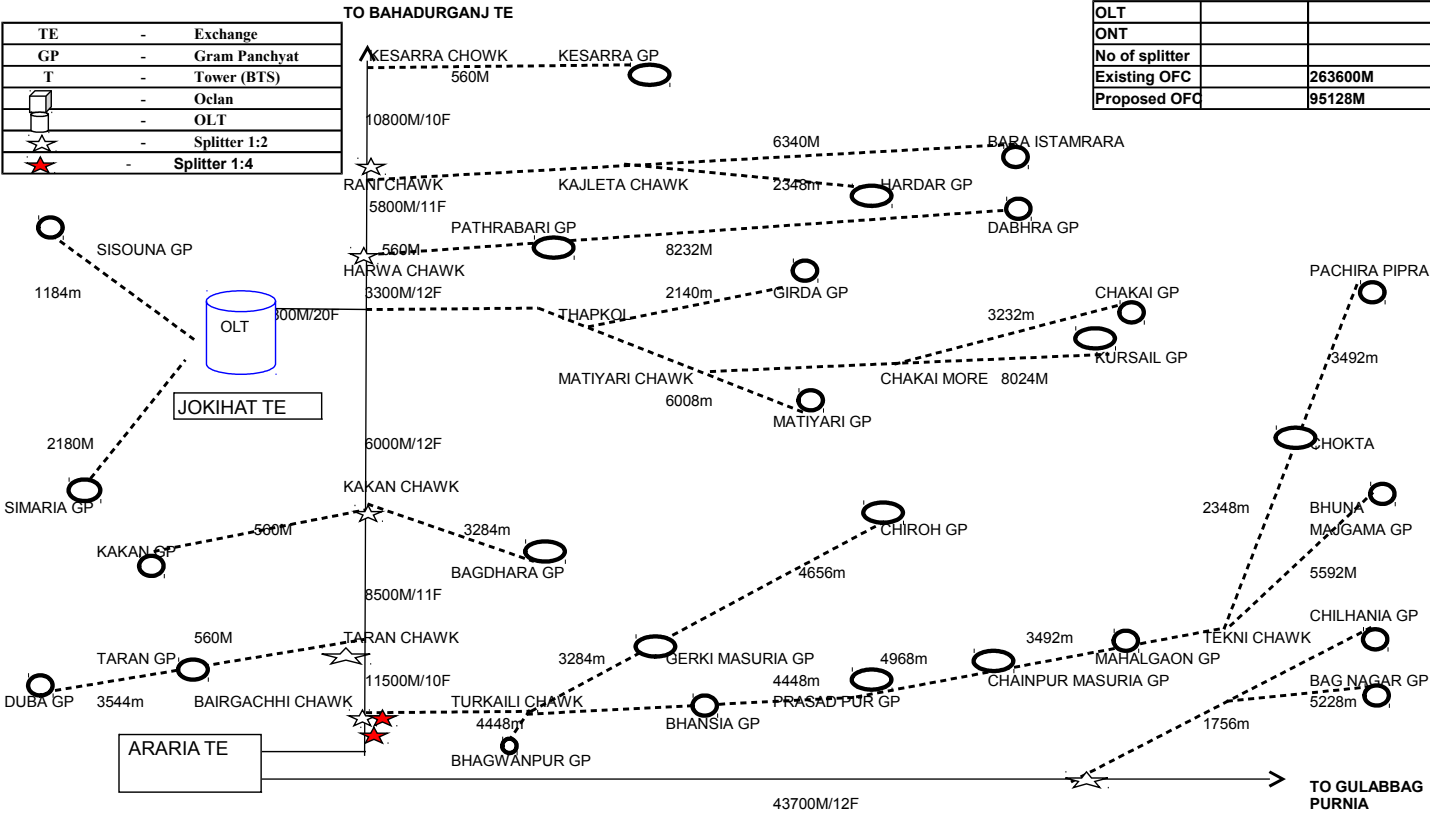 TO BAHADURGANJ TE
TE - Exchange
GP - Gram Panchyat
T - Tower (BTS)
- Oclan
- OLT
- Splitter 1:2
- Splitter 1:4
OLT
ONT
No of splitter
Existing OFC 263600M
Proposed OFC 95128M
KESARRA CHOWK
KESARRA GP
560M
10800M/10F
6340M
BARA ISTAMRARA
RANI CHAWK
KAJLETA CHAWK
2348m
HARDAR GP
5800M/11F
PATHRABARI GP
DABHRA GP
SISOUNA GP
560M
8232M
HARWA CHAWK
1184m
3300M/12F
2140m
GIRDA GP
CHAKAI GP
PACHIRA PIPRA
OLT
00M/20F
THAPKOL
3232m
KURSAIL GP
3492m
MATIYARI CHAWK
CHAKAI MORE 8024M
JOKIHAT TE
6008m
MATIYARI GP
2180M
6000M/12F
CHOKTA
KAKAN CHAWK
SIMARIA GP
2348m
BHUNA
MAJGAMA GP
560M
3284m
CHIROH GP
KAKAN GP
BAGDHARA GP
4656m
5592M
8500M/11F
CHILHANIA GP
560M
TARAN CHAWK
3492m
TEKNI CHAWK
TARAN GP
3284m
GERKI MASURIA GP
4968m
MAHALGAON GP
11500M/10F
4448m
CHAINPUR MASURIA GP
BAG NAGAR GP
DUBA GP
3544m
BAIRGACHHI CHAWK
TURKAILI CHAWK
PRASAD PUR GP
5228m
4448m
BHANSIA GP
1756m
ARARIA TE
BHAGWANPUR GP
43700M/12F
TO GULABBAG
PURNIA